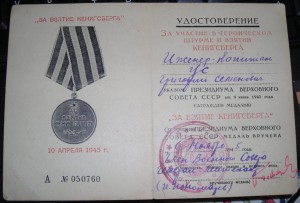 "ЗА ВЗЯТИЕ КЕНИГСБЕРГА"
10 АПРЕЛЯ 1945 г.
А № 050760
УДОСТОВЕРЕНИЕ
ЗА УЧАСТИЕ В ГЕРОИЧЕСКОМ
ШТУРМЕ И ВЗЯТИИ
КЕНИГСБЕРГА
Инженер-Капитан
Григорий Семенович
УКАЗОМ ПРЕЗИДИУМА ВЕРХОВНОГО
СОВЕТА СССР от 9 июня 1945 года
НАГРАЖДЕН МЕДАЛЬЮ
"ЗА ВЗЯТИЕ КЕНИГСБЕРГА"
ПРЕЗИДИУМА ВЕРХОВНОГО
СОВЕТА СССР МЕДАЛЬ ВРУЧЕНА
Ноября